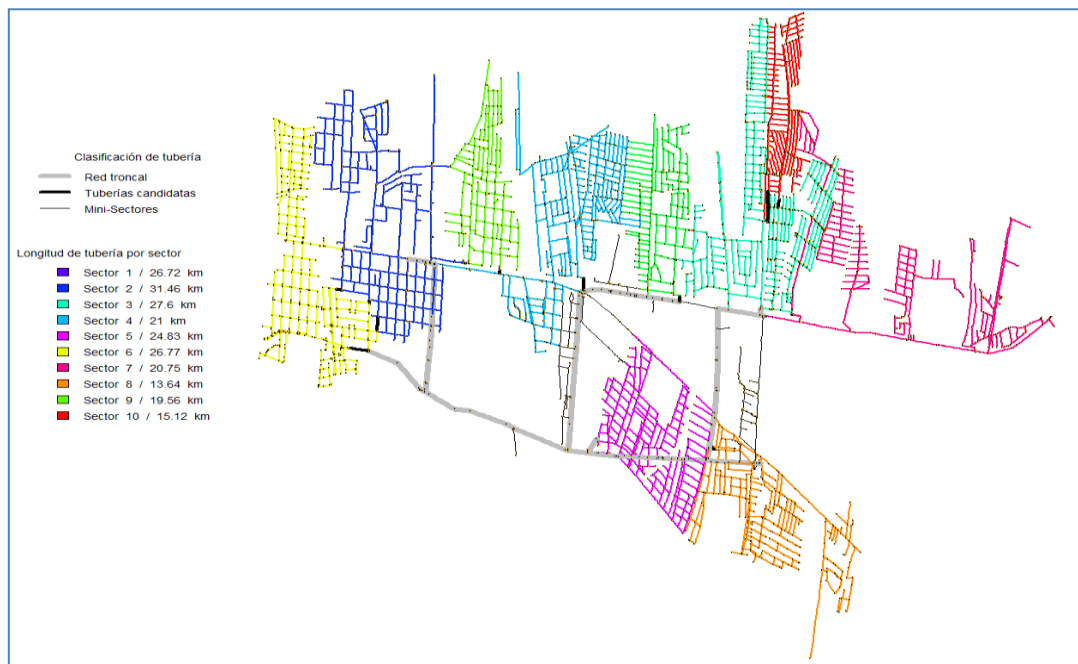 Clasificación de tubería
Red troncal
Tuberías candidatas
Mini-Sectores
Longitud de tubería por sector
Sector 1 / 26.72 km
Sector 2 / 31.46 km
Sector 3 / 27.6 km
Sector 4 / 21 km
Sector 5 / 24.83 km
Sector 6 / 26.77 km
Sector 7 / 20.75 km
Sector 8 / 13.64 km
Sector 9 / 19.56 km
Sector 10 / 15.12 km